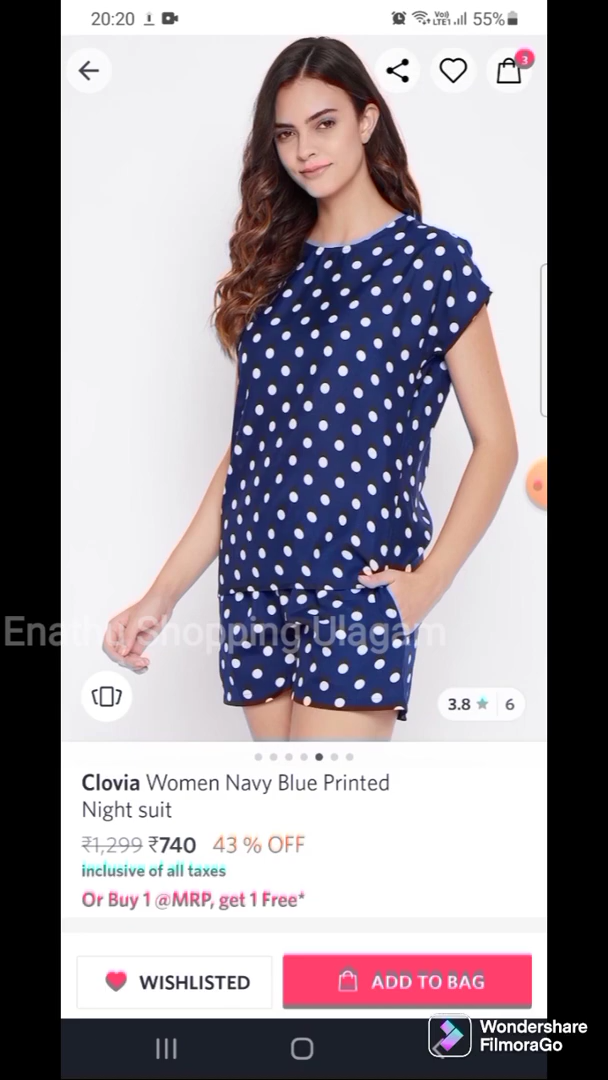 20:20
Vo)) LTE1 55%
3
Enathu Shopping Ulagam
3.8 ★ 6
Clovia Women Navy Blue Printed
Night suit
₹1,299 ₹740 43 % OFF
inclusive of all taxes
Or Buy 1 @MRP, get 1 Free*
WISHLISTED ADD TO BAG
Wondershare
FilmoraGo